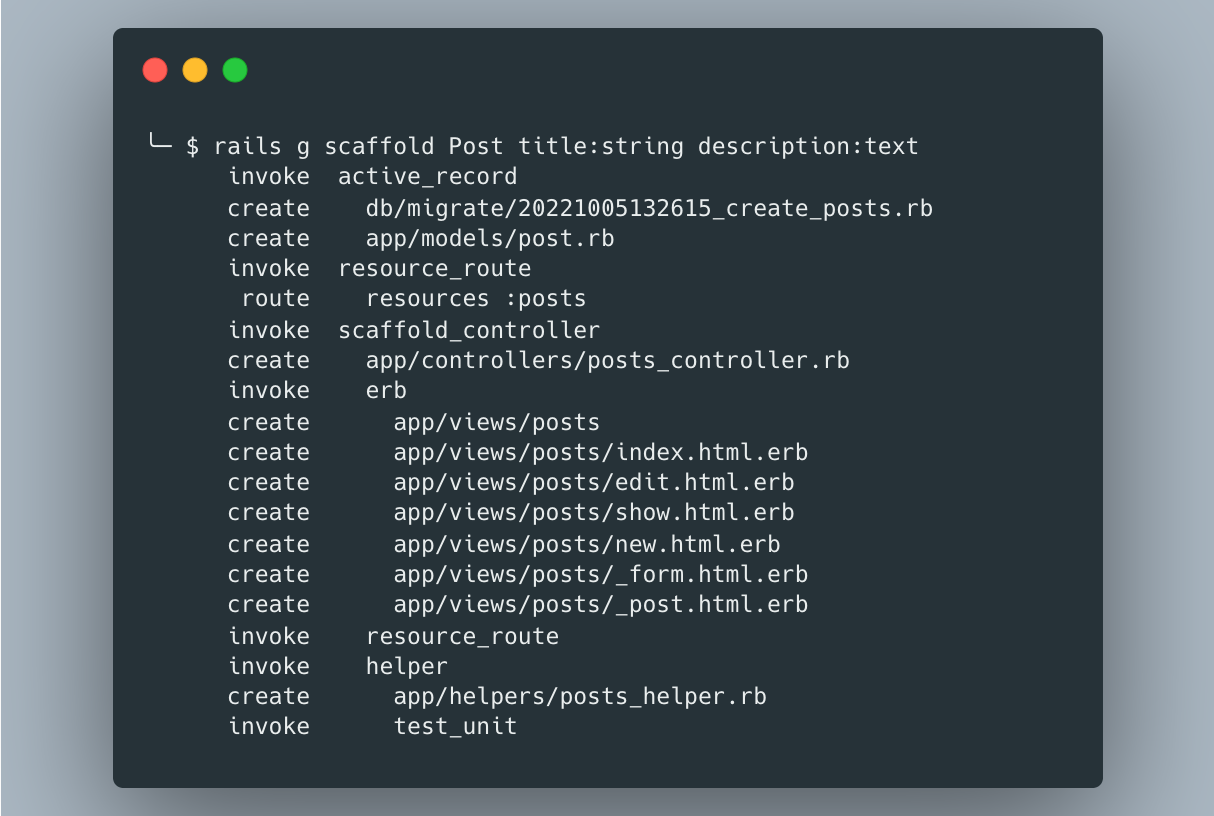 ╰─ $ rails g scaffold Post title:string description:text
      invoke  active_record
      create    db/migrate/20221005132615_create_posts.rb
      create    app/models/post.rb
      invoke  resource_route
       route    resources :posts
      invoke  scaffold_controller
      create    app/controllers/posts_controller.rb
      invoke    erb
      create      app/views/posts
      create      app/views/posts/index.html.erb
      create      app/views/posts/edit.html.erb
      create      app/views/posts/show.html.erb
      create      app/views/posts/new.html.erb
      create      app/views/posts/_form.html.erb
      create      app/views/posts/_post.html.erb
      invoke    resource_route
      invoke    helper
      create      app/helpers/posts_helper.rb
      invoke      test_unit